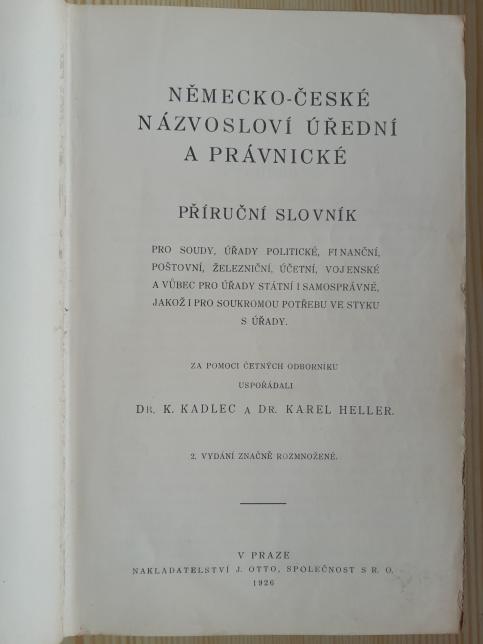 NĚMECKO-ČESKÉ
NÁZVOSLOVÍ ÚŘEDNÍ
A PRÁVNICKÉ
PŘÍRUČNÍ SLOVNÍK
PRO SOUDY, ÚŘADY POLITICKÉ, FINANČNÍ,
POŠTOVNÍ, ŽELEZNIČNÍ, ÚČETNÍ, VOJENSKÉ
A VŮBEC PRO ÚŘADY STÁTNÍ I SAMOSPRÁVNÉ,
JAKOŽ I PRO SOUKROMOU POTŘEBU VE STYKU
S ÚŘADY.
ZA POMOCI ČETNÝCH ODBORNIKU
USPOŘÁDALI
DR. K. KADLEC A DR. KAREL HELLER.
2. VYDÁNÍ ZNAČNĚ ROZMNOŽENÉ.
V PRAZE
NAKLADATELSTVÍ J. OTTO, SPOLEČNOST S R. O.
1926